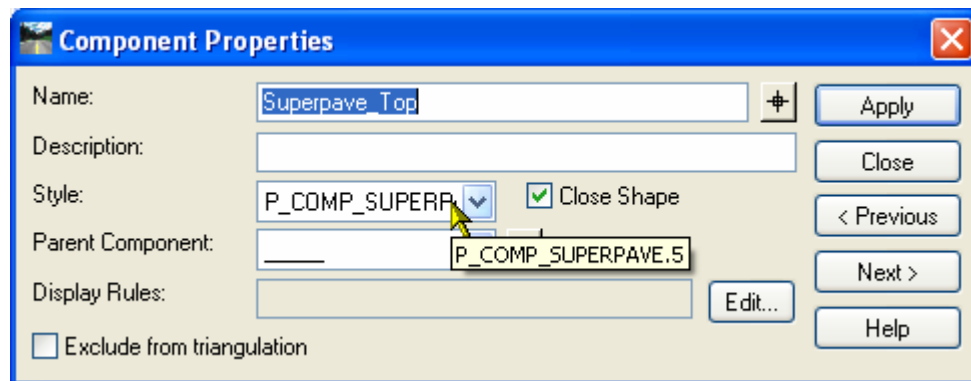 Component Properties
Name: Superpave_Top Apply
Description: Close
Style: P_COMP_SUPERP Close Shape < Previous
Parent Component: P_COMP_SUPERPAVE.5
Next >
Display Rules: Edit...
Help
Exclude from triangulation